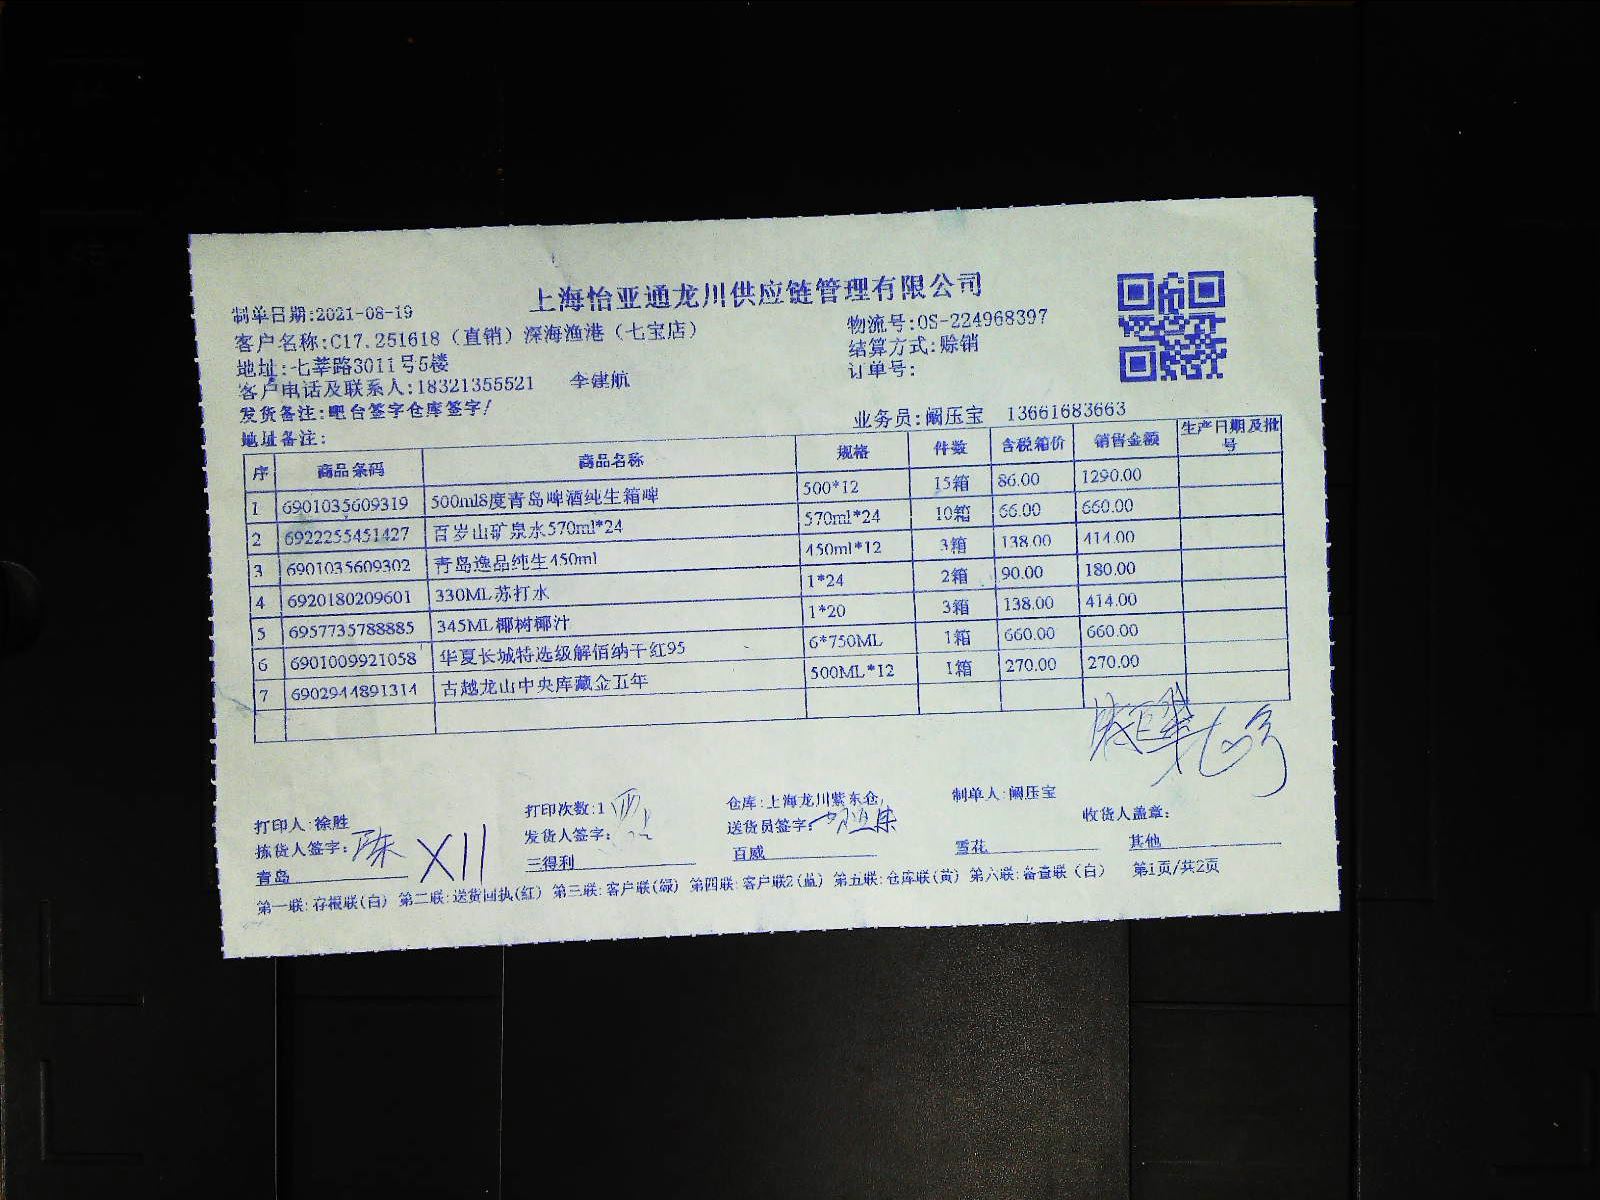 上海怡亚通龙川供应链管理有限公司
制单日期:2021-08-19
客户名称:C17.251618（直销）深海渔港（七宝店） 物流号:OS-224968397
地址:七莘路3011号5楼 结算方式:赊销
客户电话及联系人:18321355521 李建航 订单号:
发货备注:吧台签字仓库签字!
地址备注: 业务员:阚压宝 13661683663
序 商品条码 商品名称 规格 件数 含税箱价 销售金额 生产日期及批号
1 6901035609319 500ml8度青岛啤酒纯生箱啤 500*12 15箱 86.00 1290.00
2 6922255451427 百岁山矿泉水570ml*24 570ml*24 10箱 66.00 660.00
3 6901035609302 青岛逸品纯生450ml 450ml*12 3箱 138.00 414.00
4 6920180209601 330ML苏打水 1*24 2箱 90.00 180.00
5 6957735788885 345ML椰树椰汁 1*20 3箱 138.00 414.00
6 6901009921058 华夏长城特选级解佰纳干红95 6*750ML 1箱 660.00 660.00
7 6902944891314 古越龙山中央库藏金五年 500ML*12 1箱 270.00 270.00
打印人:徐胜 打印次数:1 仓库:上海龙川紫东仓, 制单人:阚压宝
拣货人签字:陈 XII 发货人签字: 送货员签字: 收货人盖章:
青岛 三得利 百威 雪花 其他
第一联:存根联(白) 第二联:送货回执(红) 第三联:客户联(绿) 第四联:客户联2(蓝) 第五联:仓库联(黄) 第六联:备查联(白) 第1页/共2页